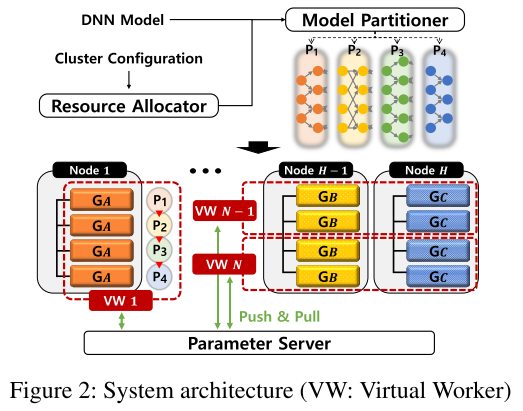 DNN Model
Model Partitioner
P1 P2 P3 P4
Cluster Configuration
Resource Allocator
Node 1
...
Node H − 1
Node H
GA
GA
GA
GA
P1
P2
P3
P4
VW 1
VW N − 1
VW N
GB
GB
GB
GB
GC
GC
GC
GC
Push & Pull
Parameter Server
Figure 2: System architecture (VW: Virtual Worker)